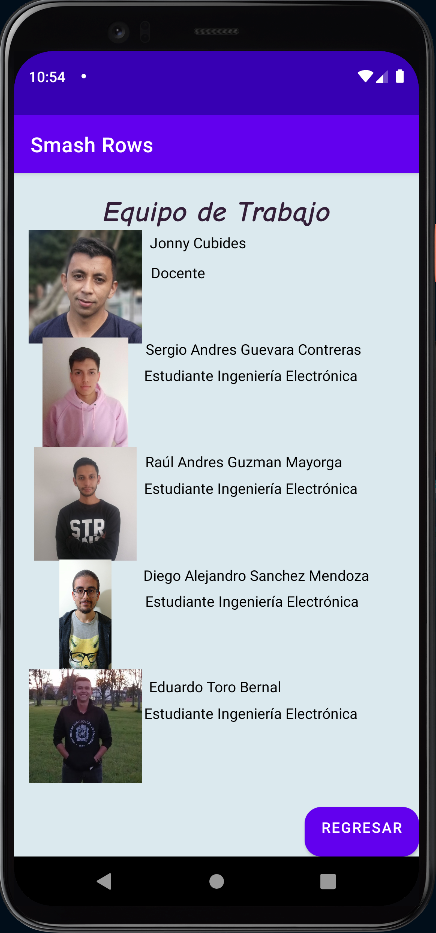 10:54
Smash Rows
Equipo de Trabajo
Jonny Cubides
Docente
Sergio Andres Guevara Contreras
Estudiante Ingeniería Electrónica
Raúl Andres Guzman Mayorga
Estudiante Ingeniería Electrónica
STR
Diego Alejandro Sanchez Mendoza
Estudiante Ingeniería Electrónica
Eduardo Toro Bernal
Estudiante Ingeniería Electrónica
REGRESAR